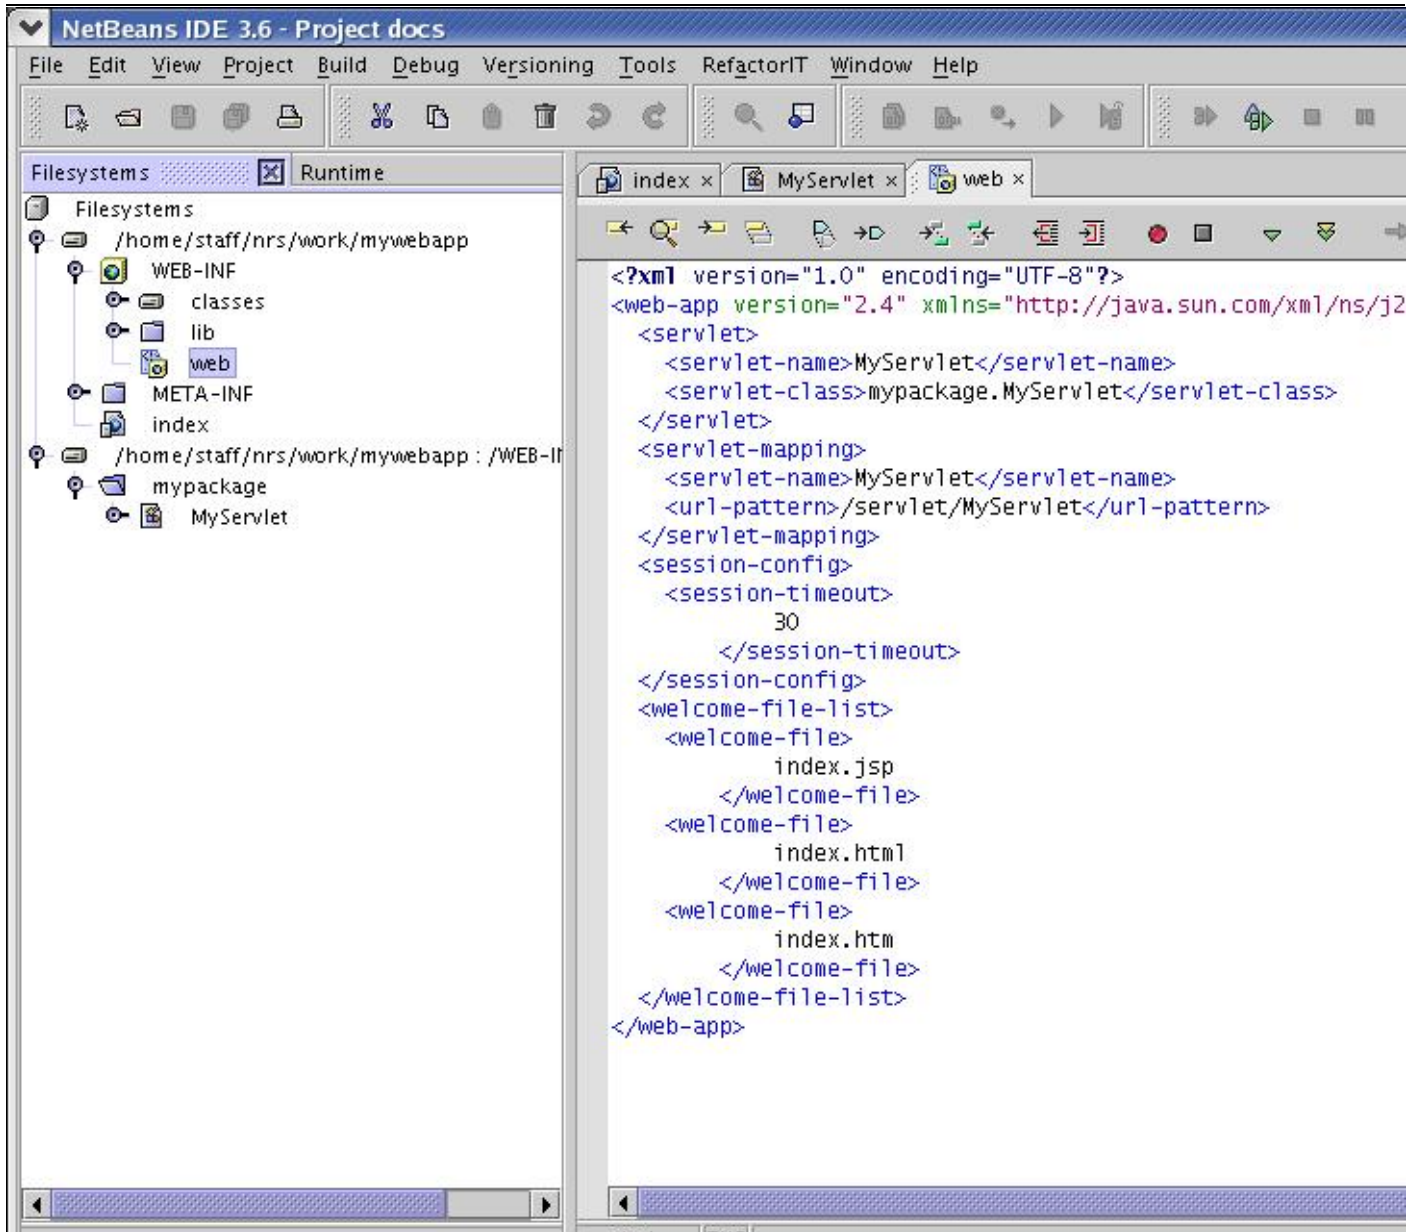 NetBeans IDE 3.6 - Project docs
File Edit View Project Build Debug Versioning Tools RefactorIT Window Help
Filesystems Runtime
index MyServlet web
Filesystems
/home/staff/nrs/work/mywebapp
WEB-INF
classes
lib
web
META-INF
index
/home/staff/nrs/work/mywebapp : /WEB-I
mypackage
MyServlet
<?xml version="1.0" encoding="UTF-8"?>
<web-app version="2.4" xmlns="http://java.sun.com/xml/ns/j2
  <servlet>
    <servlet-name>MyServlet</servlet-name>
    <servlet-class>mypackage.MyServlet</servlet-class>
  </servlet>
  <servlet-mapping>
    <servlet-name>MyServlet</servlet-name>
    <url-pattern>/servlet/MyServlet</url-pattern>
  </servlet-mapping>
  <session-config>
    <session-timeout>
            30
        </session-timeout>
  </session-config>
  <welcome-file-list>
    <welcome-file>
            index.jsp
        </welcome-file>
    <welcome-file>
            index.html
        </welcome-file>
    <welcome-file>
            index.htm
        </welcome-file>
  </welcome-file-list>
</web-app>